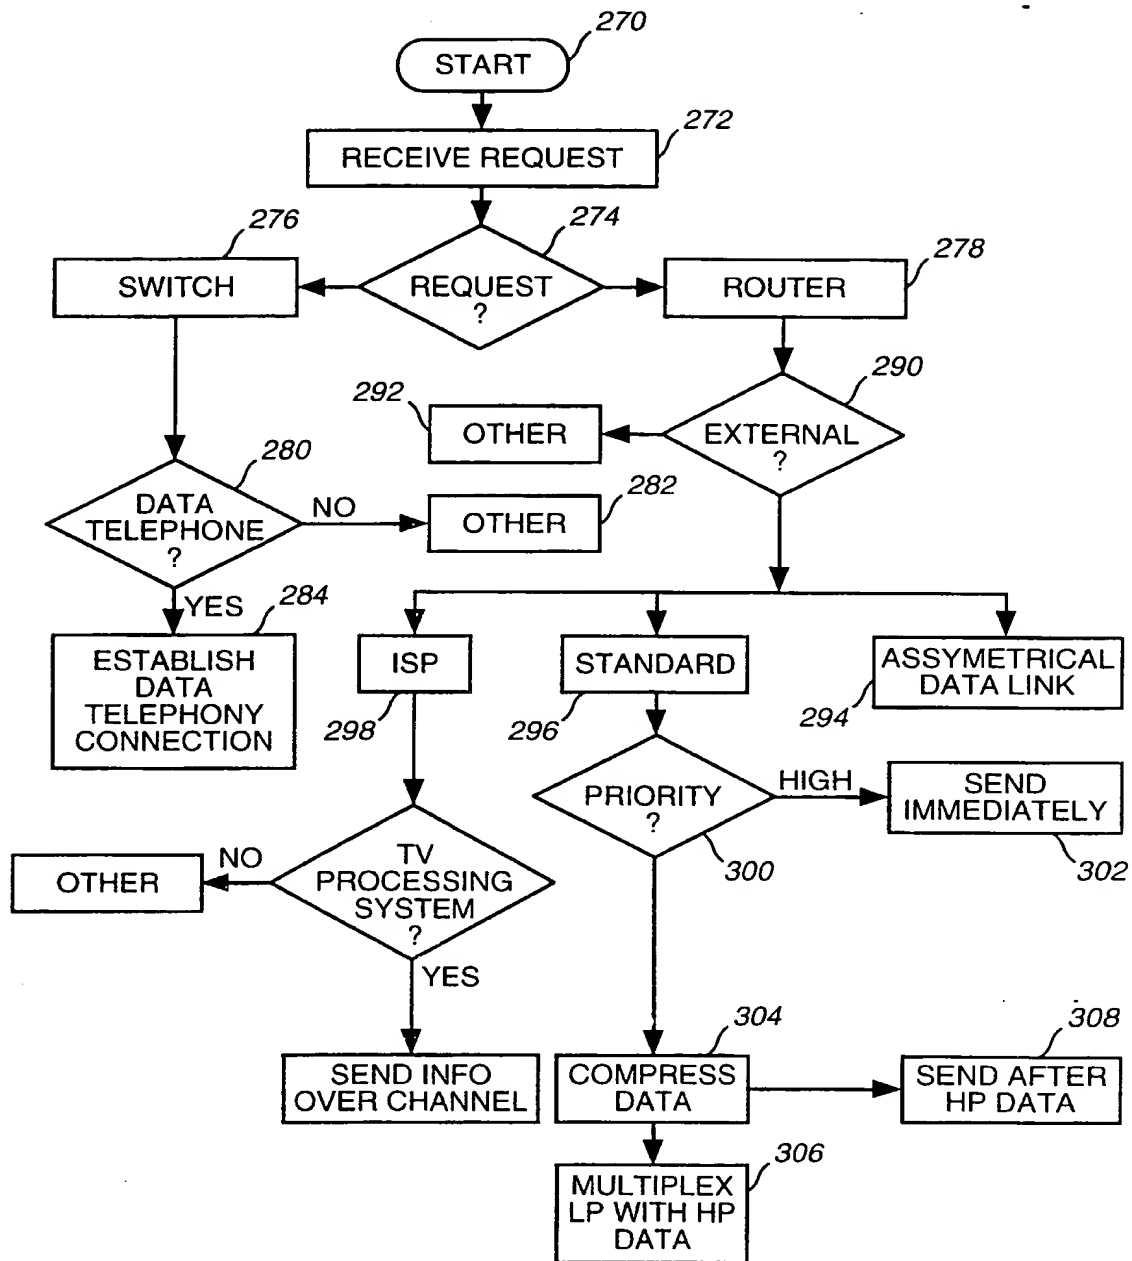 270
START
272
RECEIVE REQUEST
276
274
278
SWITCH
REQUEST
?
ROUTER
292
290
OTHER
EXTERNAL
?
280
282
DATA
TELEPHONE
?
NO
OTHER
YES
284
ESTABLISH
DATA
TELEPHONY
CONNECTION
ISP
298
STANDARD
296
ASSYMETRICAL
DATA LINK
294
PRIORITY
?
HIGH
300
SEND
IMMEDIATELY
302
OTHER
NO
TV
PROCESSING
SYSTEM
?
YES
SEND INFO
OVER CHANNEL
304
COMPRESS
DATA
308
SEND AFTER
HP DATA
306
MULTIPLEX
LP WITH HP
DATA